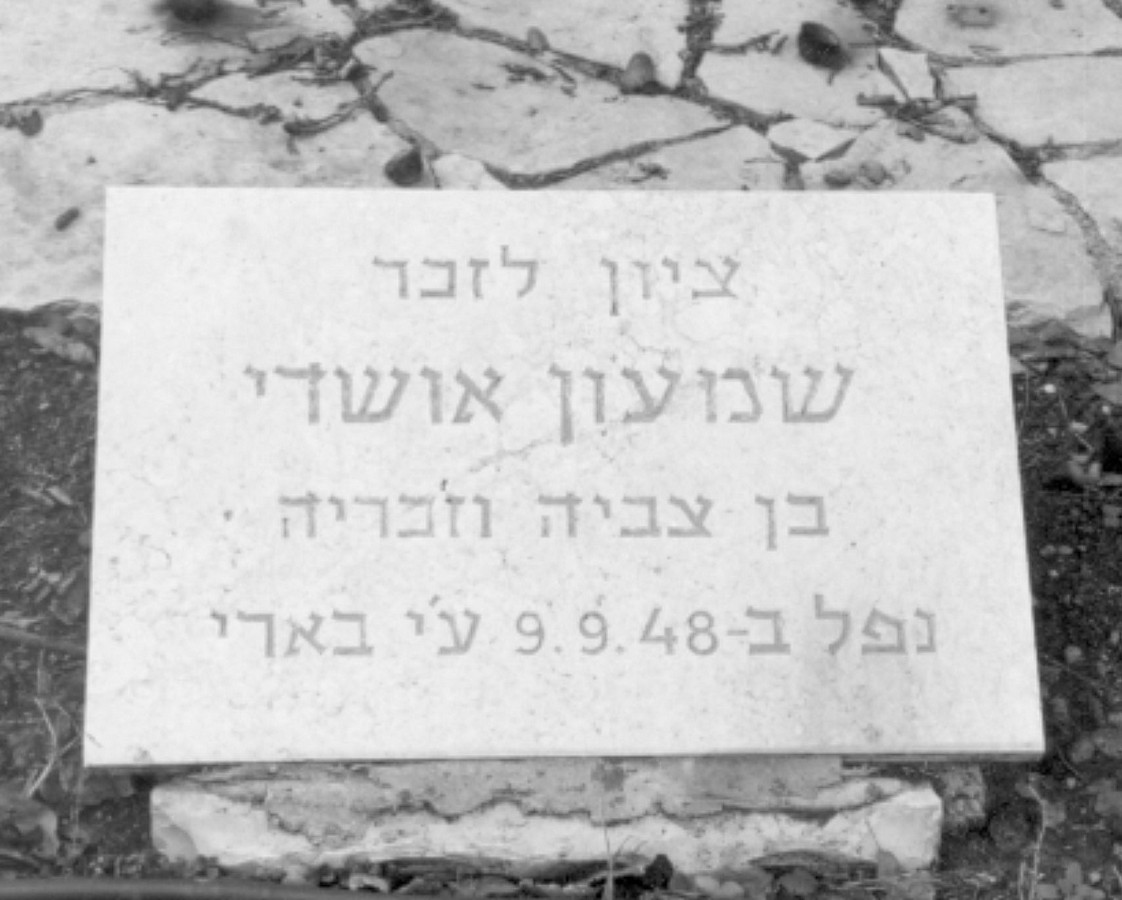 ציון לזכר
שמעון אושדי
בן צביה וזכריה
נפל ב-9.9.48 ע'י בארי